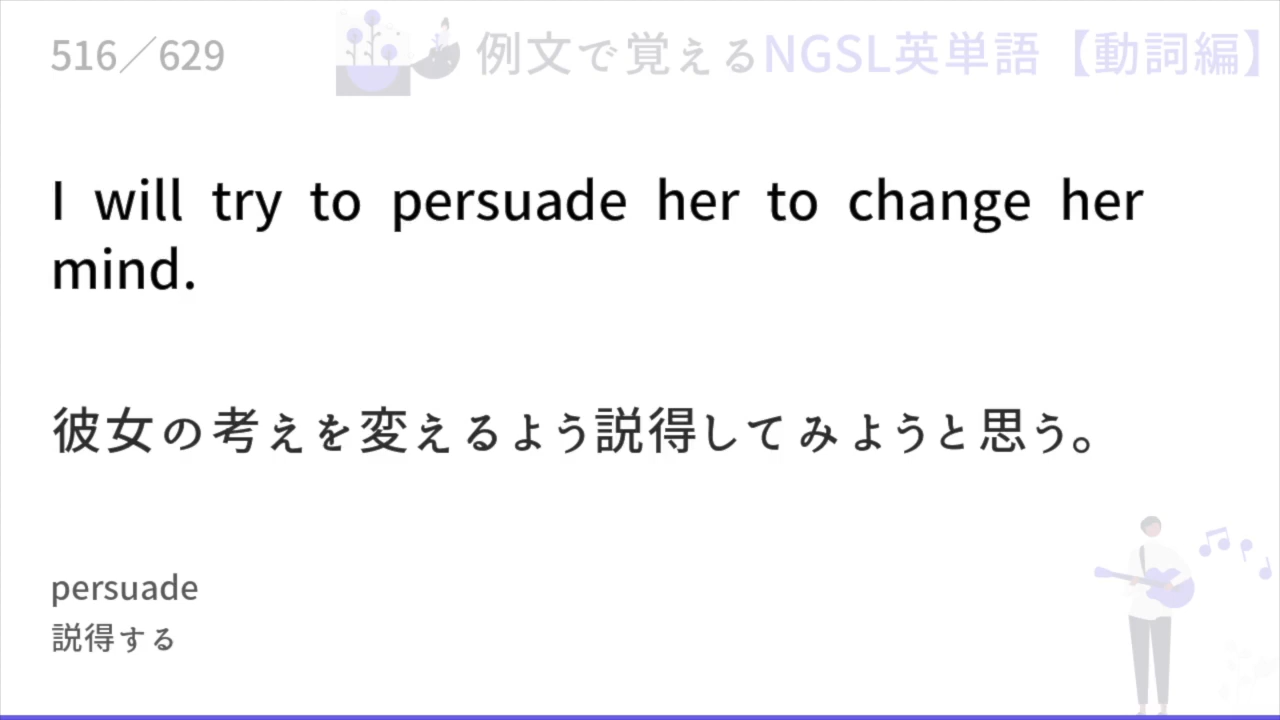 516／629
例文で覚えるNGSL英単語【動詞編】
I will try to persuade her to change her
mind.
彼女の考えを変えるよう説得してみようと思う。
persuade
説得する